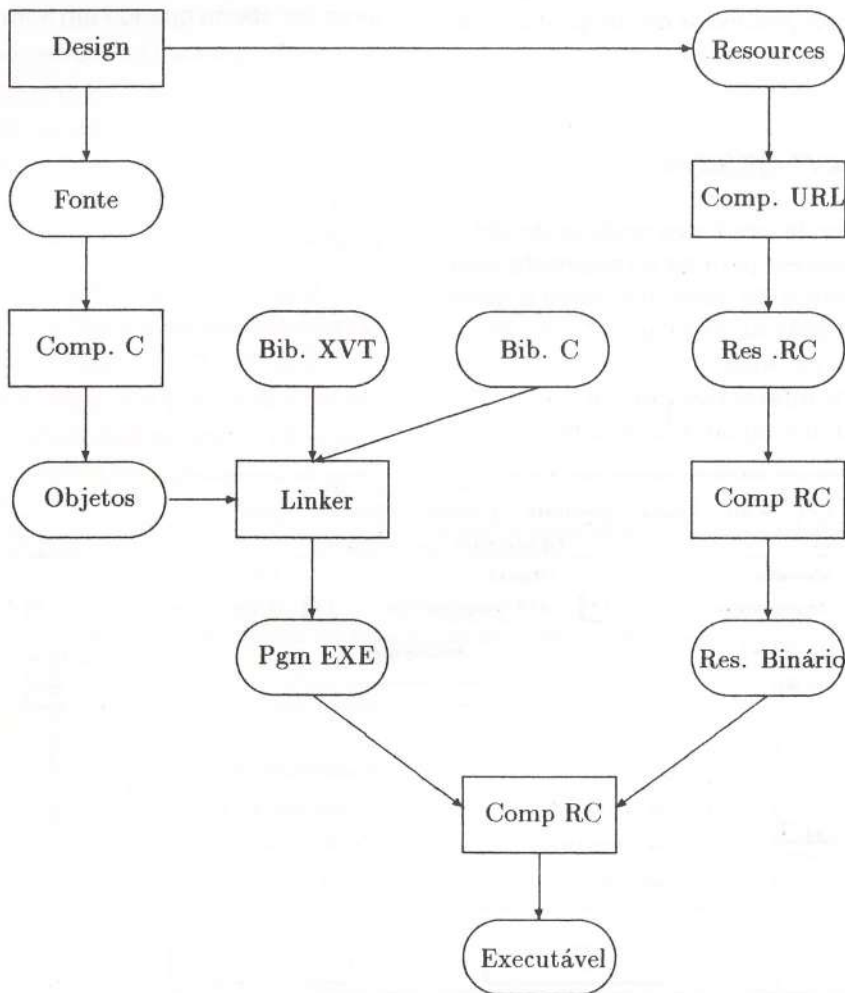 Design
Resources
Fonte
Comp. URL
Comp. C
Bib. XVT
Bib. C
Res .RC
Objetos
Linker
Comp RC
Pgm EXE
Res. Binário
Comp RC
Executável